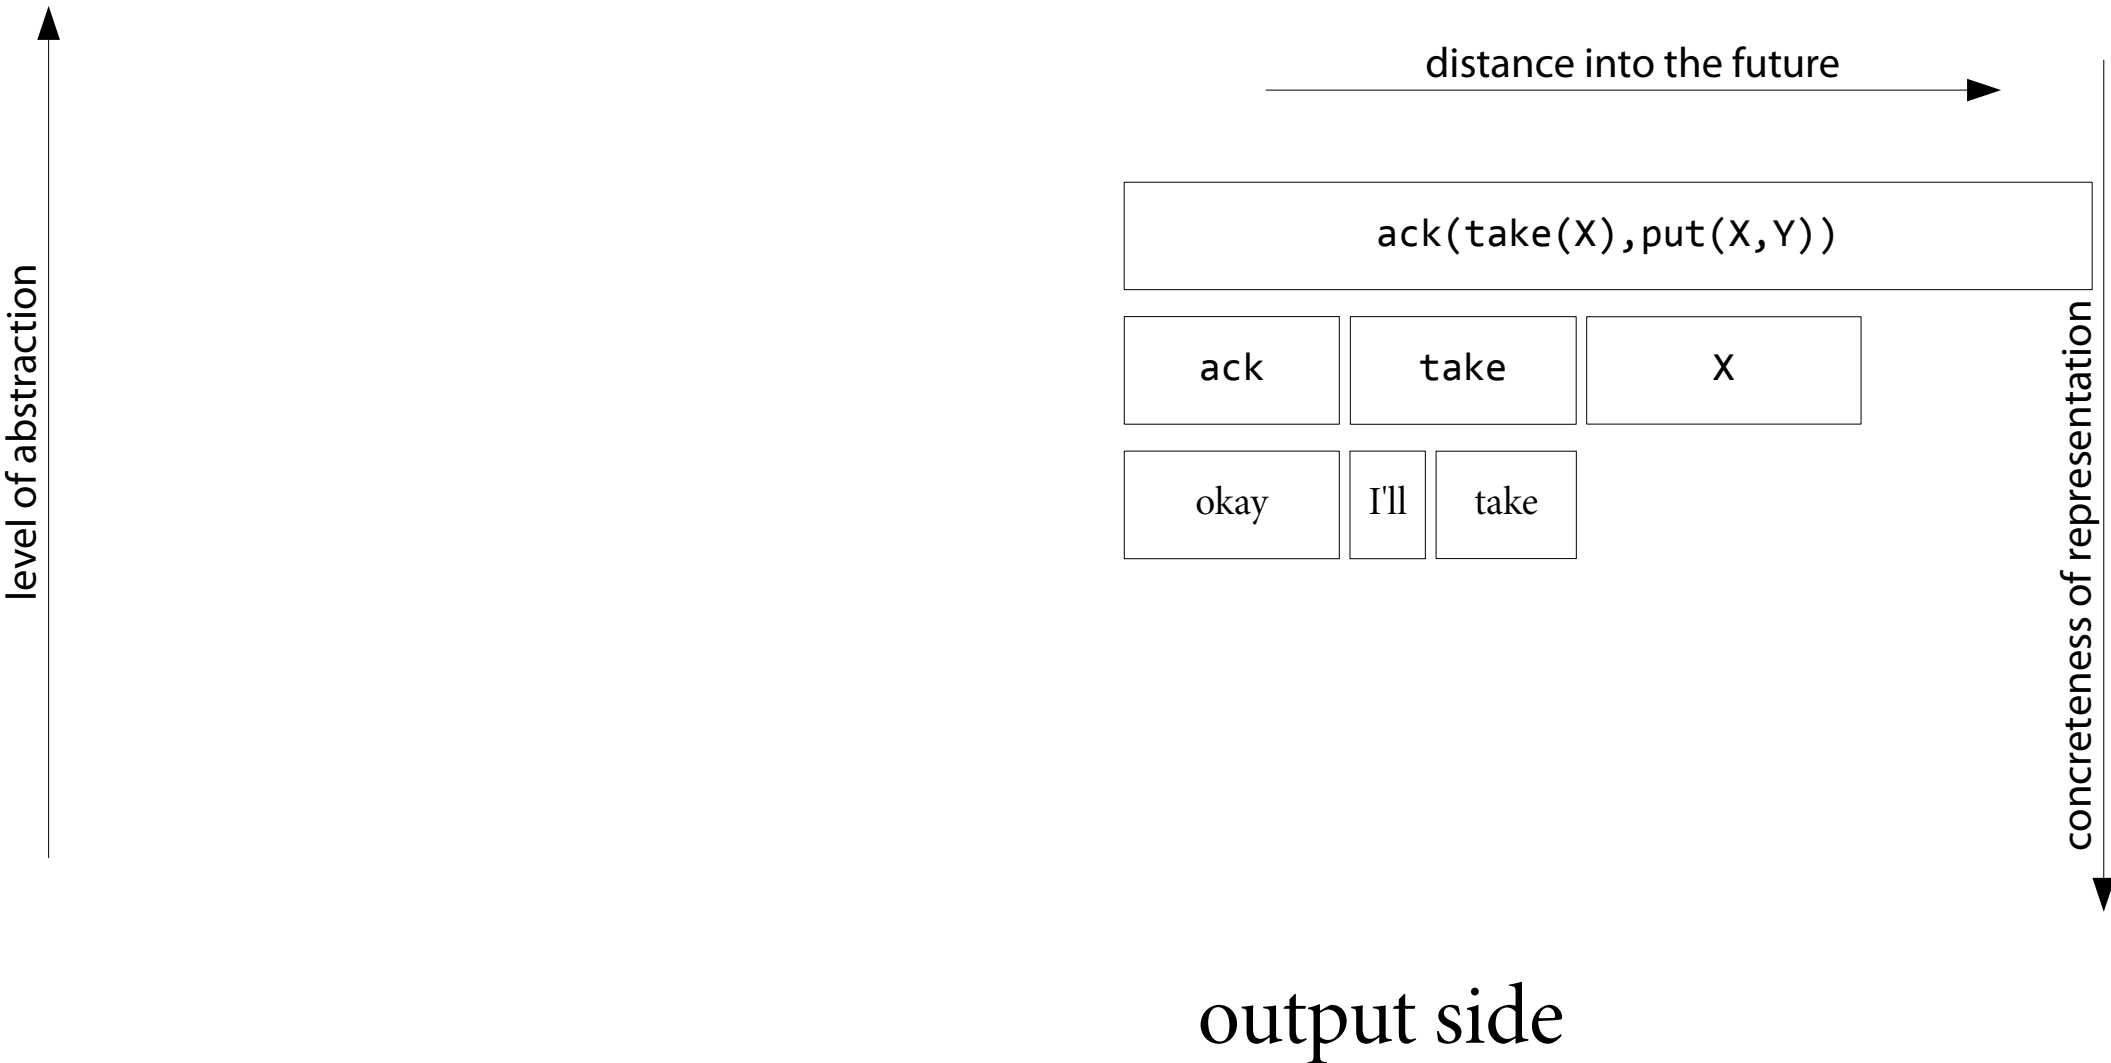 distance into the future
level of abstraction
ack(take(X),put(X,Y))
ack take X
okay I'll take
concreteness of representation
output side